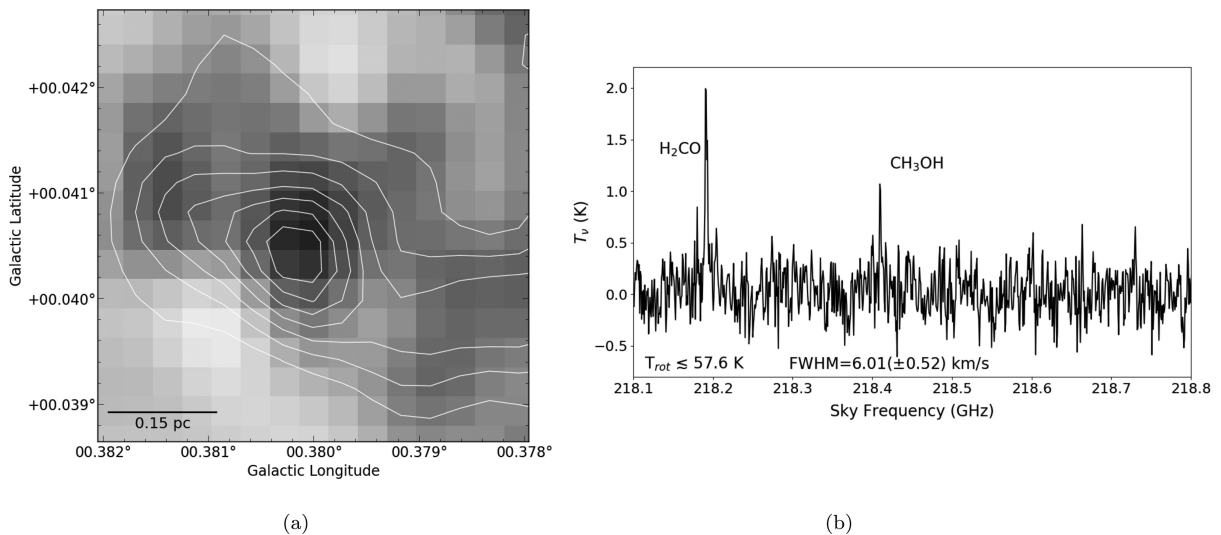 +00.042°
+00.041°
+00.040°
+00.039°
Galactic Latitude
0.15 pc
00.382° 00.381° 00.380° 00.379° 00.378°
Galactic Longitude
(a)
2.0
1.5
1.0
0.5
0.0
−0.5
Tν (K)
H₂CO
CH₃OH
Trot ≲ 57.6 K FWHM=6.01(±0.52) km/s
218.1 218.2 218.3 218.4 218.5 218.6 218.7 218.8
Sky Frequency (GHz)
(b)